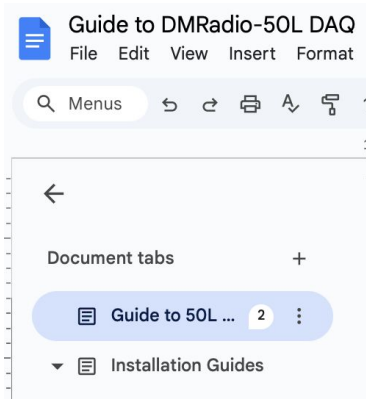 Guide to DMRadio-50L DAQ
File Edit View Insert Format
Menus
Document tabs
Guide to 50L ... 2
Installation Guides